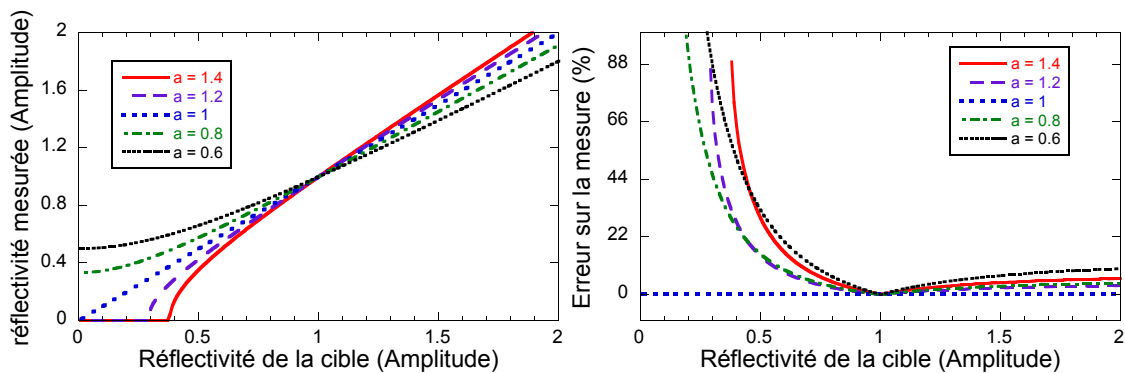 réflectivité mesurée (Amplitude)
2
1.6
1.2
0.8
0.4
0
a = 1.4
a = 1.2
a = 1
a = 0.8
a = 0.6
0
0.5
1
1.5
2
Réflectivité de la cible (Amplitude)
Erreur sur la mesure (%)
88
66
44
22
0
a = 1.4
a = 1.2
a = 1
a = 0.8
a = 0.6
0
0.5
1
1.5
2
Réflectivité de la cible (Amplitude)